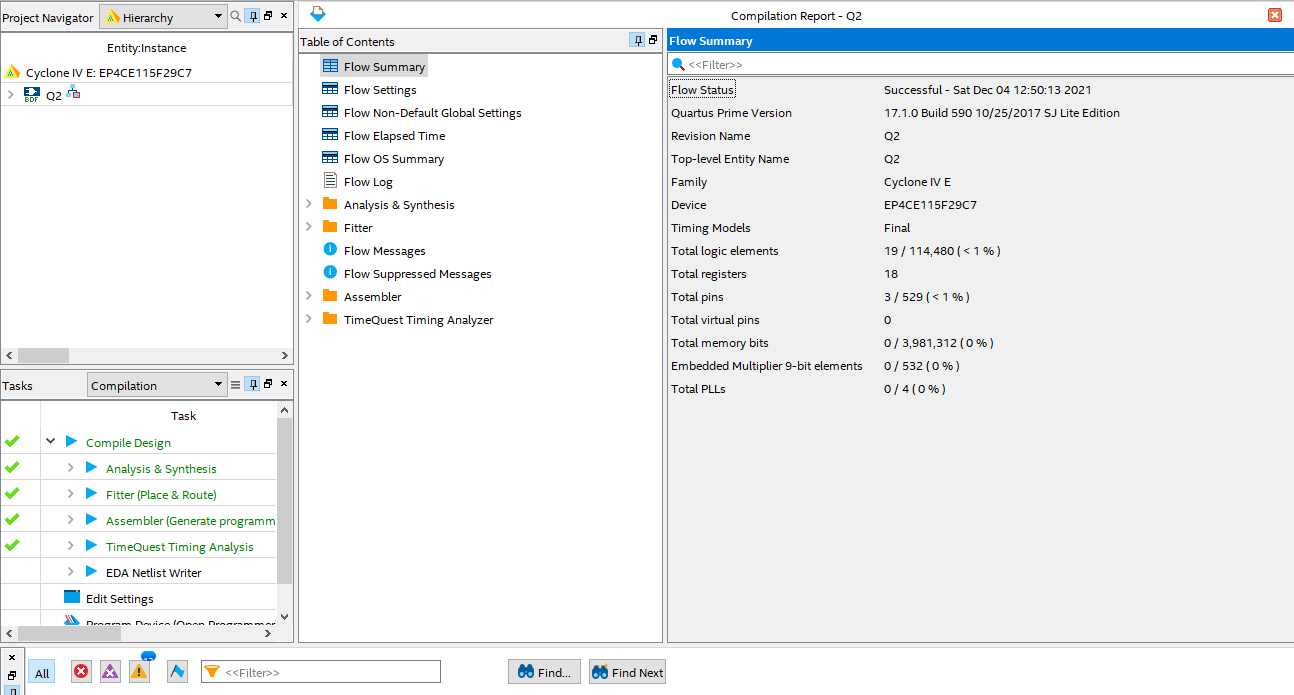 Project Navigator
Hierarchy
Entity:Instance
Cyclone IV E: EP4CE115F29C7
BDF
Q2
Tasks
Compilation
Task
Compile Design
Analysis & Synthesis
Fitter (Place & Route)
Assembler (Generate programm
TimeQuest Timing Analysis
EDA Netlist Writer
Edit Settings
Program Device (Open Programmer
Compilation Report - Q2
Table of Contents
Flow Summary
Flow Settings
Flow Non-Default Global Settings
Flow Elapsed Time
Flow OS Summary
Flow Log
Analysis & Synthesis
Fitter
Flow Messages
Flow Suppressed Messages
Assembler
TimeQuest Timing Analyzer
Flow Summary
<<Filter>>
Flow Status Successful - Sat Dec 04 12:50:13 2021
Quartus Prime Version 17.1.0 Build 590 10/25/2017 SJ Lite Edition
Revision Name Q2
Top-level Entity Name Q2
Family Cyclone IV E
Device EP4CE115F29C7
Timing Models Final
Total logic elements 19 / 114,480 ( < 1 % )
Total registers 18
Total pins 3 / 529 ( < 1 % )
Total virtual pins 0
Total memory bits 0 / 3,981,312 ( 0 % )
Embedded Multiplier 9-bit elements 0 / 532 ( 0 % )
Total PLLs 0 / 4 ( 0 % )
All
<<Filter>>
Find...
Find Next